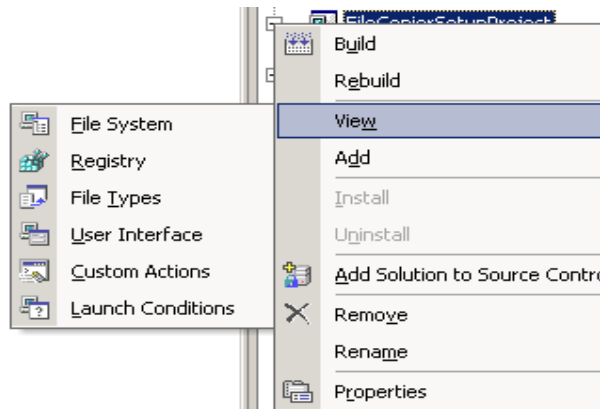 FileCopierSetupProject
Build
Rebuild
View
Add
Install
Uninstall
Add Solution to Source Contro
Remove
Rename
Properties
File System
Registry
File Types
User Interface
Custom Actions
Launch Conditions